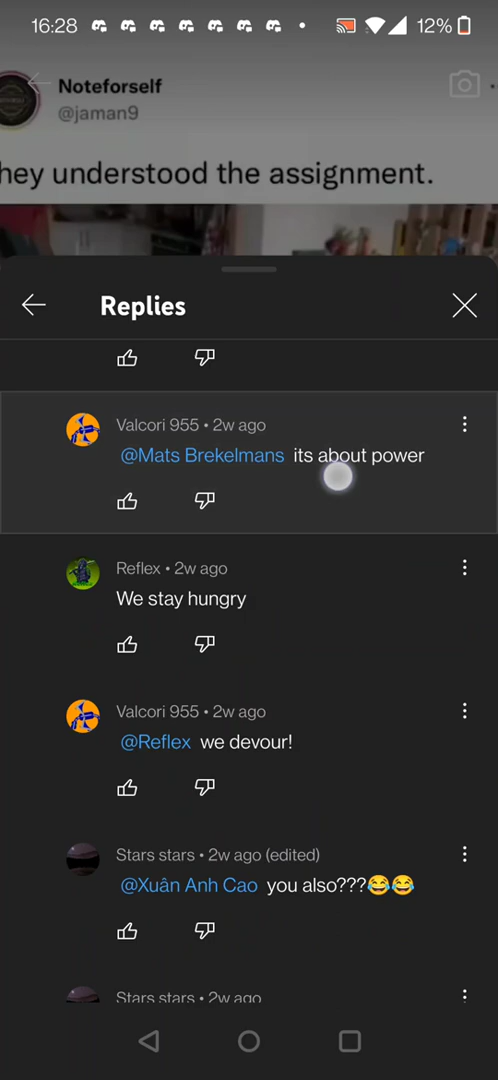 16:28
12%
Noteforself
@jaman9
hey understood the assignment.
Replies
Valcori 955 • 2w ago
@Mats Brekelmans its about power
Reflex • 2w ago
We stay hungry
Valcori 955 • 2w ago
@Reflex we devour!
Stars stars • 2w ago (edited)
@Xuân Anh Cao you also???😂😂
Stars stars • 2w ago